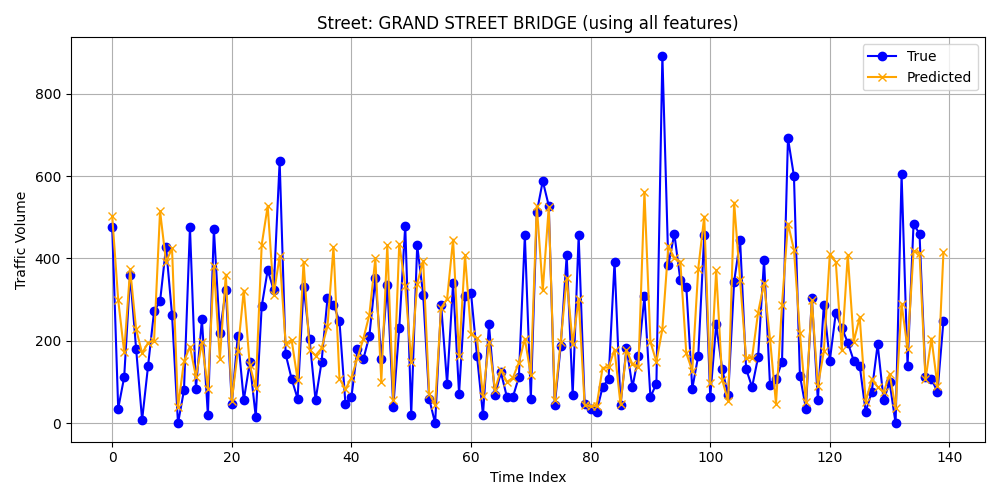 Street: GRAND STREET BRIDGE (using all features)
True
Predicted
Traffic Volume
800
600
400
200
0
0 20 40 60 80 100 120 140
Time Index